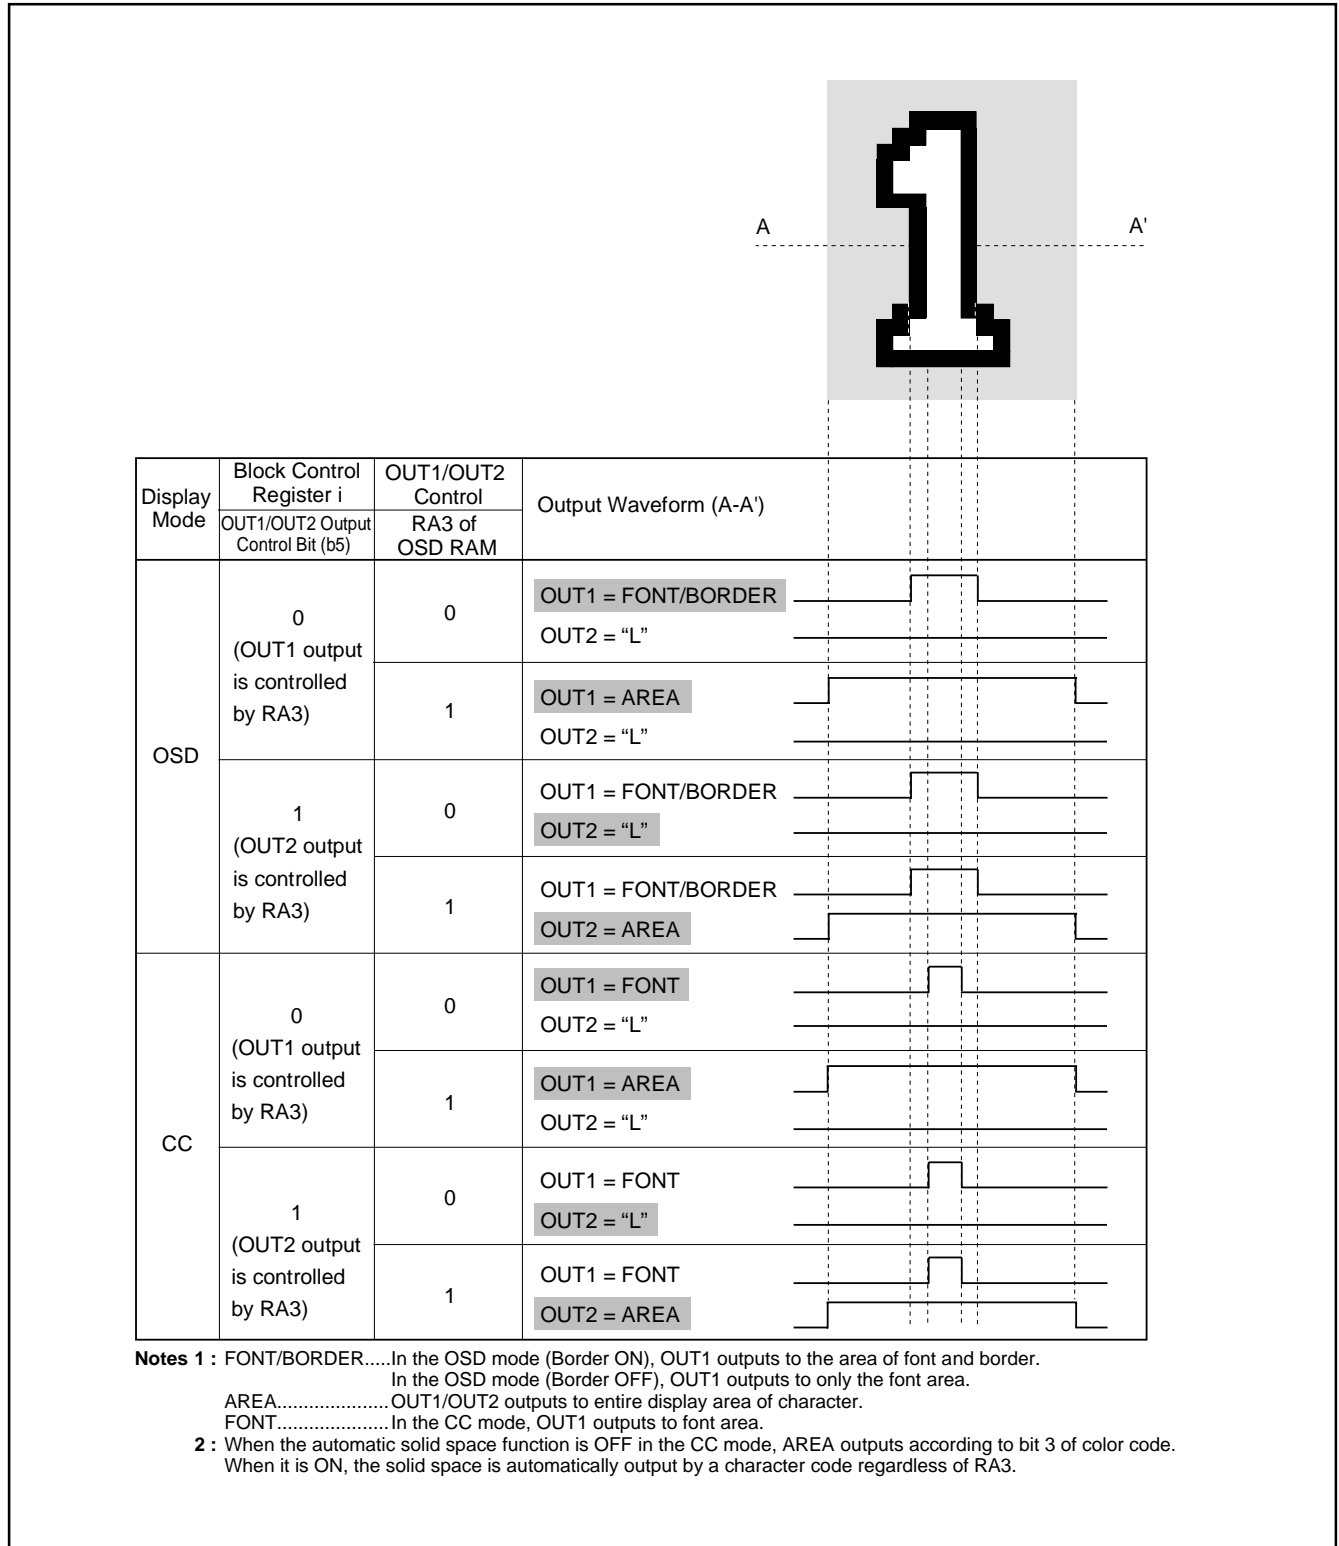 A A'
Display Mode
Block Control Register i
OUT1/OUT2 Output Control Bit (b5)
OUT1/OUT2 Control
RA3 of OSD RAM
Output Waveform (A-A')
OSD
0
(OUT1 output
is controlled
by RA3)
0
OUT1 = FONT/BORDER
OUT2 = “L”
1
OUT1 = AREA
OUT2 = “L”
1
(OUT2 output
is controlled
by RA3)
0
OUT1 = FONT/BORDER
OUT2 = “L”
1
OUT1 = FONT/BORDER
OUT2 = AREA
CC
0
(OUT1 output
is controlled
by RA3)
0
OUT1 = FONT
OUT2 = “L”
1
OUT1 = AREA
OUT2 = “L”
1
(OUT2 output
is controlled
by RA3)
0
OUT1 = FONT
OUT2 = “L”
1
OUT1 = FONT
OUT2 = AREA
Notes 1 : FONT/BORDER.....In the OSD mode (Border ON), OUT1 outputs to the area of font and border.
In the OSD mode (Border OFF), OUT1 outputs to only the font area.
AREA.....................OUT1/OUT2 outputs to entire display area of character.
FONT.....................In the CC mode, OUT1 outputs to font area.
2 : When the automatic solid space function is OFF in the CC mode, AREA outputs according to bit 3 of color code.
When it is ON, the solid space is automatically output by a character code regardless of RA3.